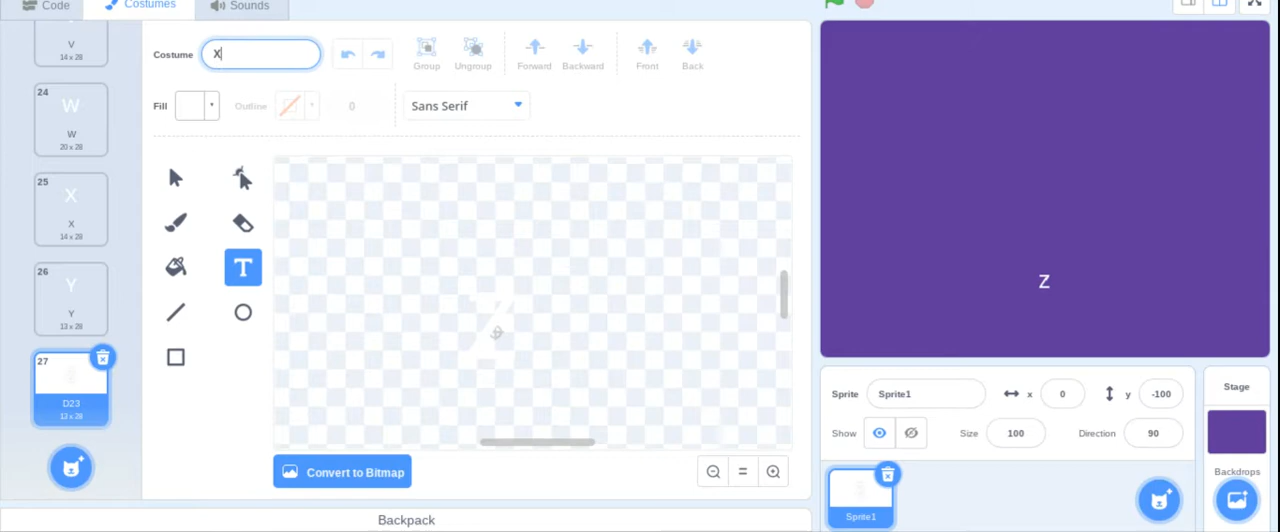 Code
Costumes
Sounds
V
14 x 28
24
W
W
20 x 28
25
X
X
14 x 28
26
Y
Y
13 x 28
27
D23
12 x 28
Costume
X
Group
Ungroup
Forward
Backward
Front
Back
Fill
Outline
0
Sans Serif
T
Z
Convert to Bitmap
Backpack
Z
Sprite
Sprite1
x
0
y
-100
Show
Size
100
Direction
90
Stage
Backdrops
Sprite1